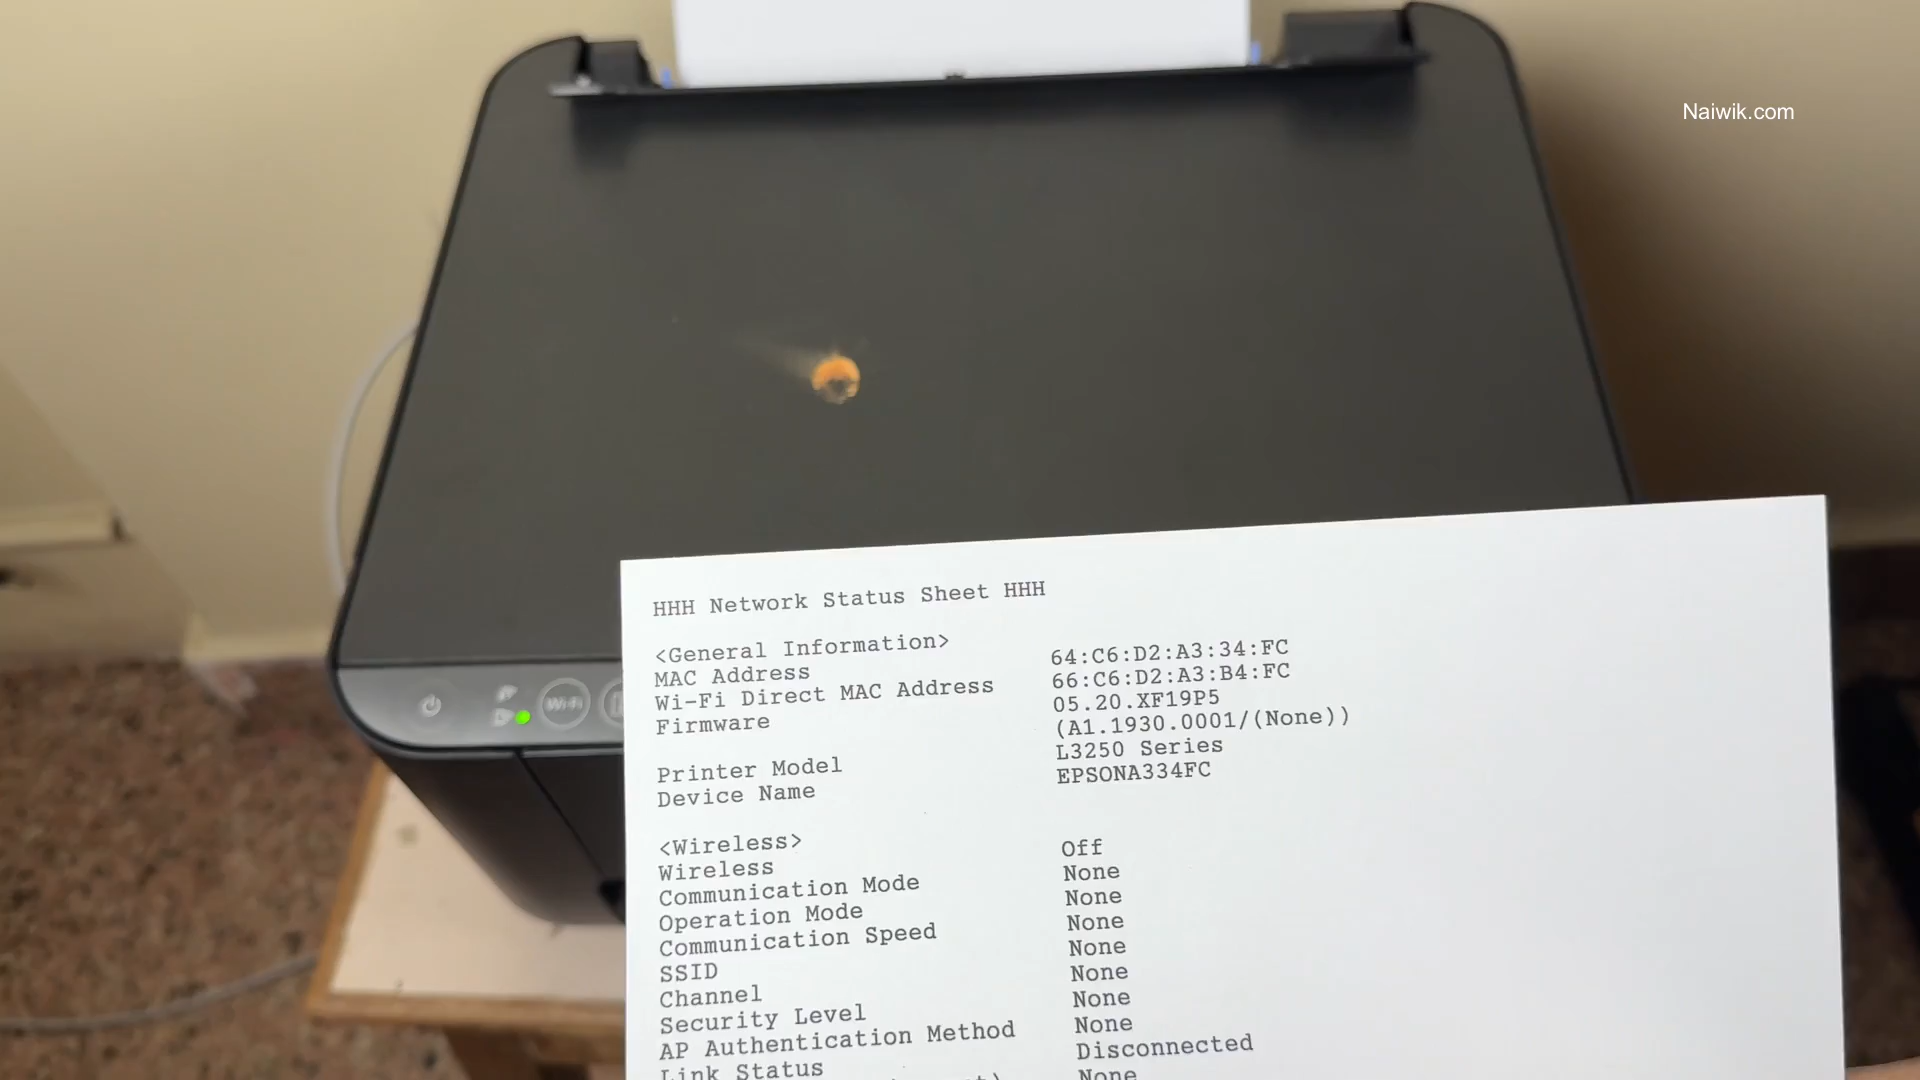 Naiwik.com
Wi-Fi
HHH Network Status Sheet HHH
<General Information>
MAC Address 64:C6:D2:A3:34:FC
Wi-Fi Direct MAC Address 66:C6:D2:A3:B4:FC
Firmware 05.20.XF19P5
(A1.1930.0001/(None))
Printer Model L3250 Series
Device Name EPSONA334FC
<Wireless>
Wireless Off
Communication Mode None
Operation Mode None
Communication Speed None
SSID None
Channel None
Security Level None
AP Authentication Method None
Link Status Disconnected
None